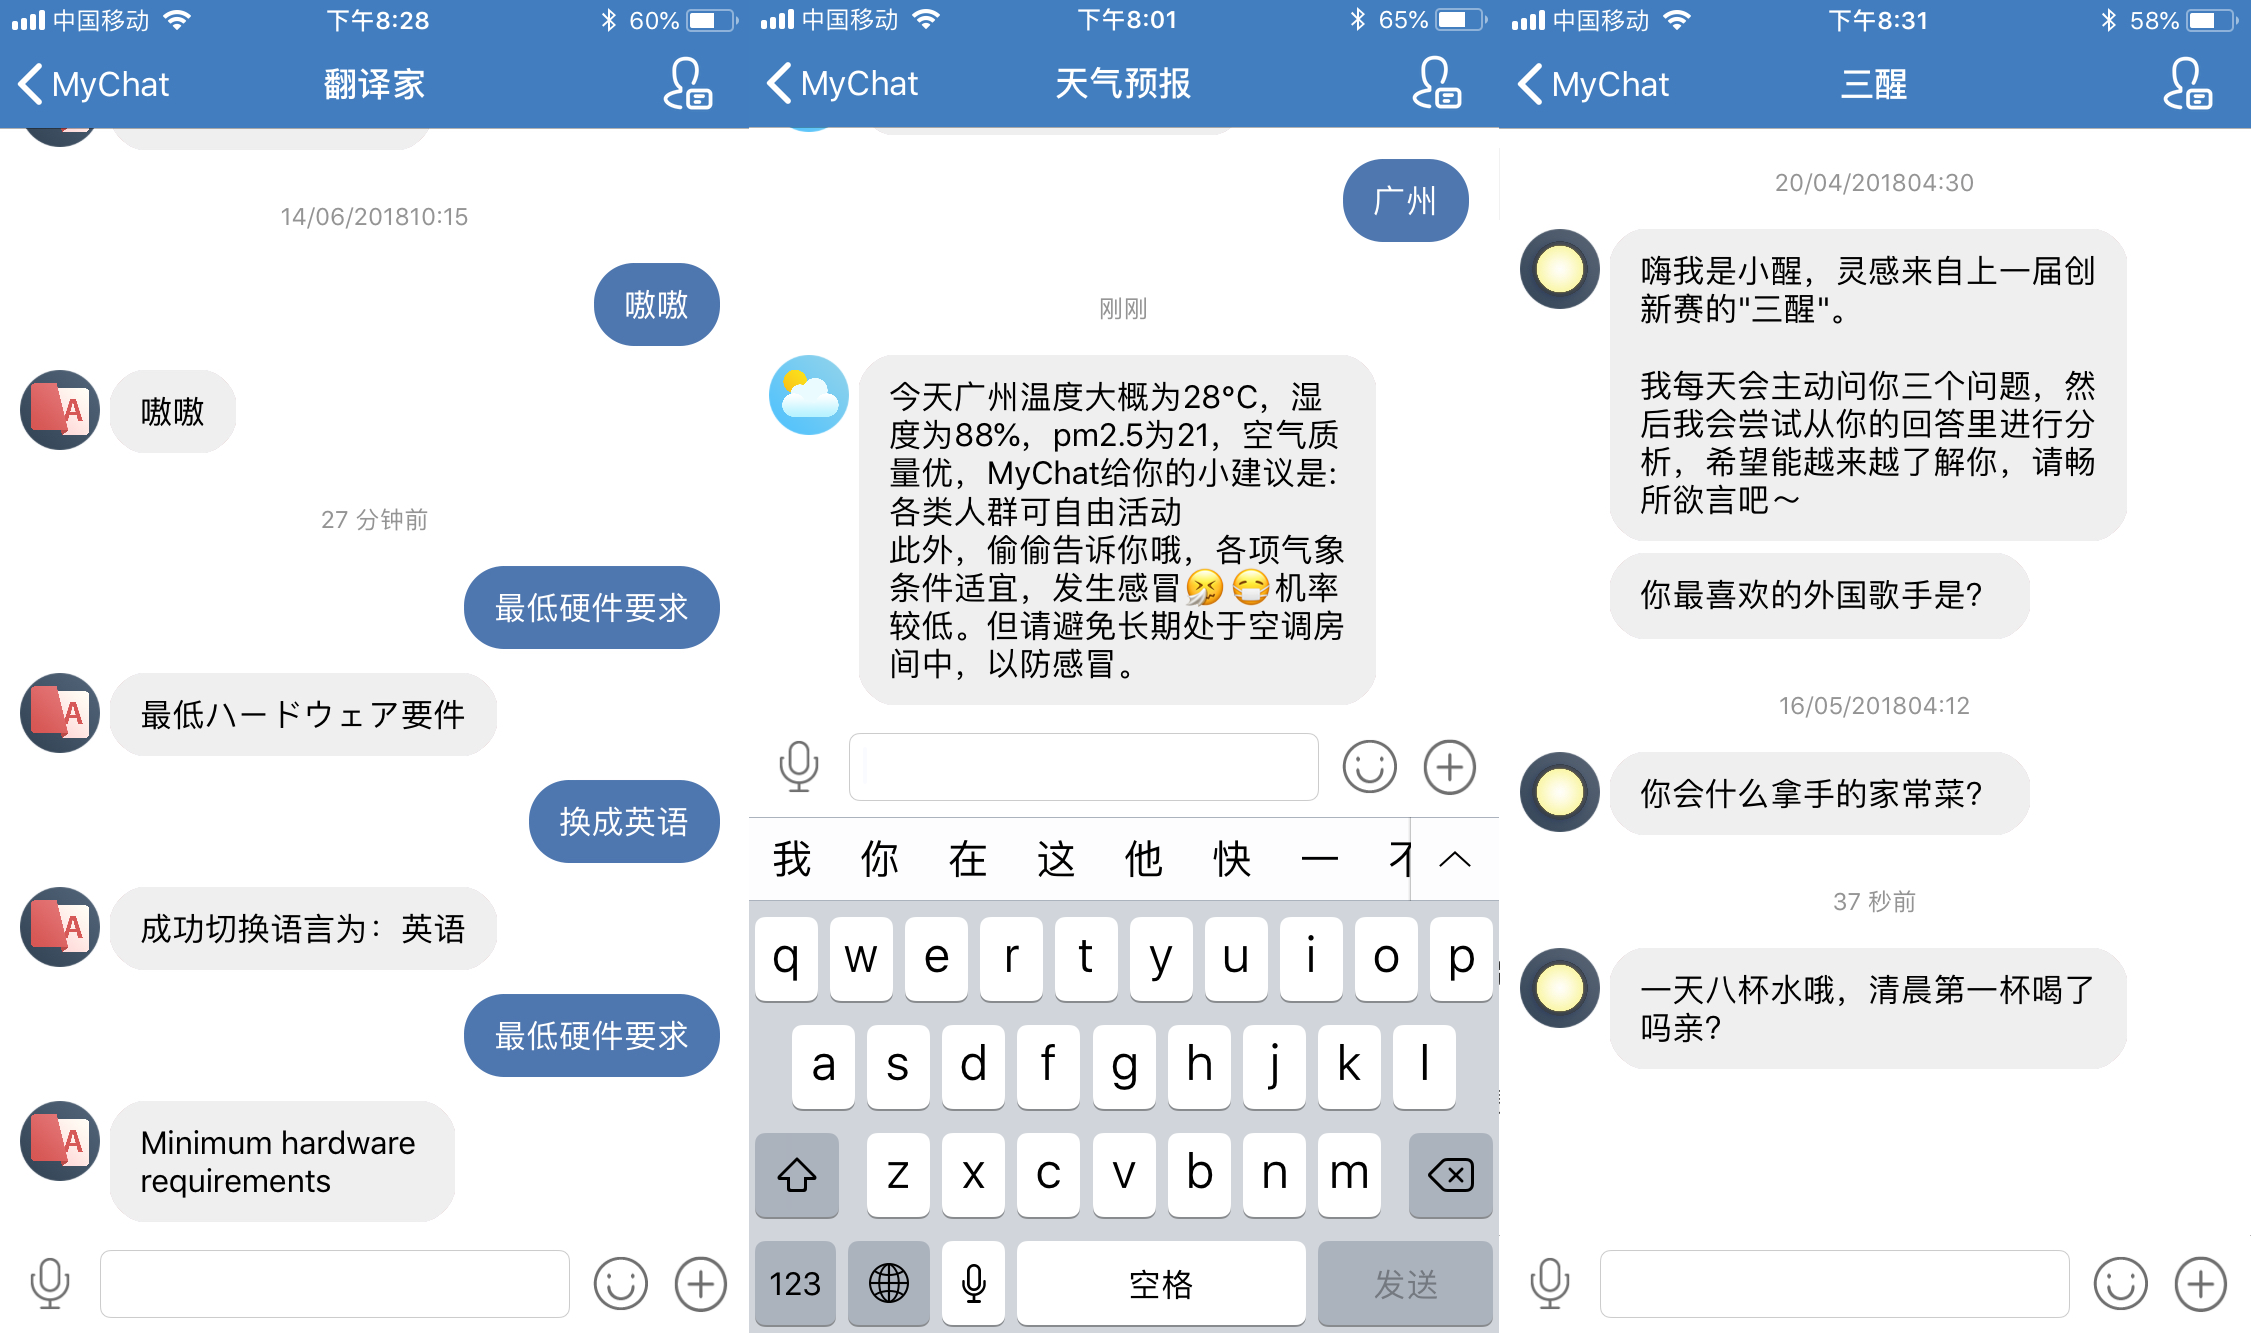 中国移动 下午8:28 60%
MyChat 翻译家
14/06/201810:15
嗷嗷
嗷嗷
27 分钟前
最低硬件要求
最低ハードウェア要件
换成英语
成功切换语言为：英语
最低硬件要求
Minimum hardware
requirements
中国移动 下午8:01 65%
MyChat 天气预报
广州
刚刚
今天广州温度大概为28°C，湿
度为88%，pm2.5为21，空气质
量优，MyChat给你的小建议是:
各类人群可自由活动
此外，偷偷告诉你哦，各项气象
条件适宜，发生感冒🤧😷机率
较低。但请避免长期处于空调房
间中，以防感冒。
我 你 在 这 他 快 一
q w e r t y u i o p
a s d f g h j k l
z x c v b n m
123 空格 发送
中国移动 下午8:31 58%
MyChat 三醒
20/04/201804:30
嗨我是小醒，灵感来自上一届创
新赛的"三醒"。
我每天会主动问你三个问题，然
后我会尝试从你的回答里进行分
析，希望能越来越了解你，请畅
所欲言吧～
你最喜欢的外国歌手是?
16/05/201804:12
你会什么拿手的家常菜?
37 秒前
一天八杯水哦，清晨第一杯喝了
吗亲?